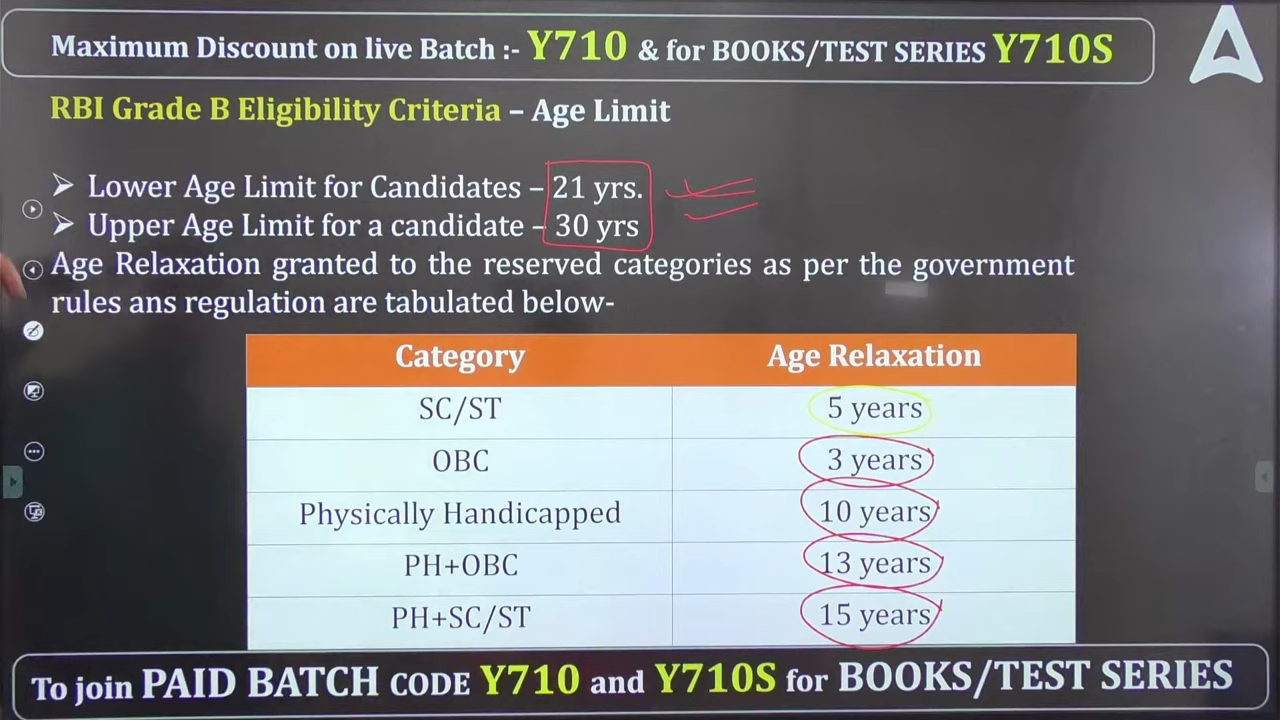 Maximum Discount on live Batch :- Y710 & for BOOKS/TEST SERIES Y710S
RBI Grade B Eligibility Criteria – Age Limit
➢ Lower Age Limit for Candidates – 21 yrs.
➢ Upper Age Limit for a candidate – 30 yrs
Age Relaxation granted to the reserved categories as per the government
rules ans regulation are tabulated below-
Category Age Relaxation
SC/ST 5 years
OBC 3 years
Physically Handicapped 10 years
PH+OBC 13 years
PH+SC/ST 15 years
To join PAID BATCH CODE Y710 and Y710S for BOOKS/TEST SERIES